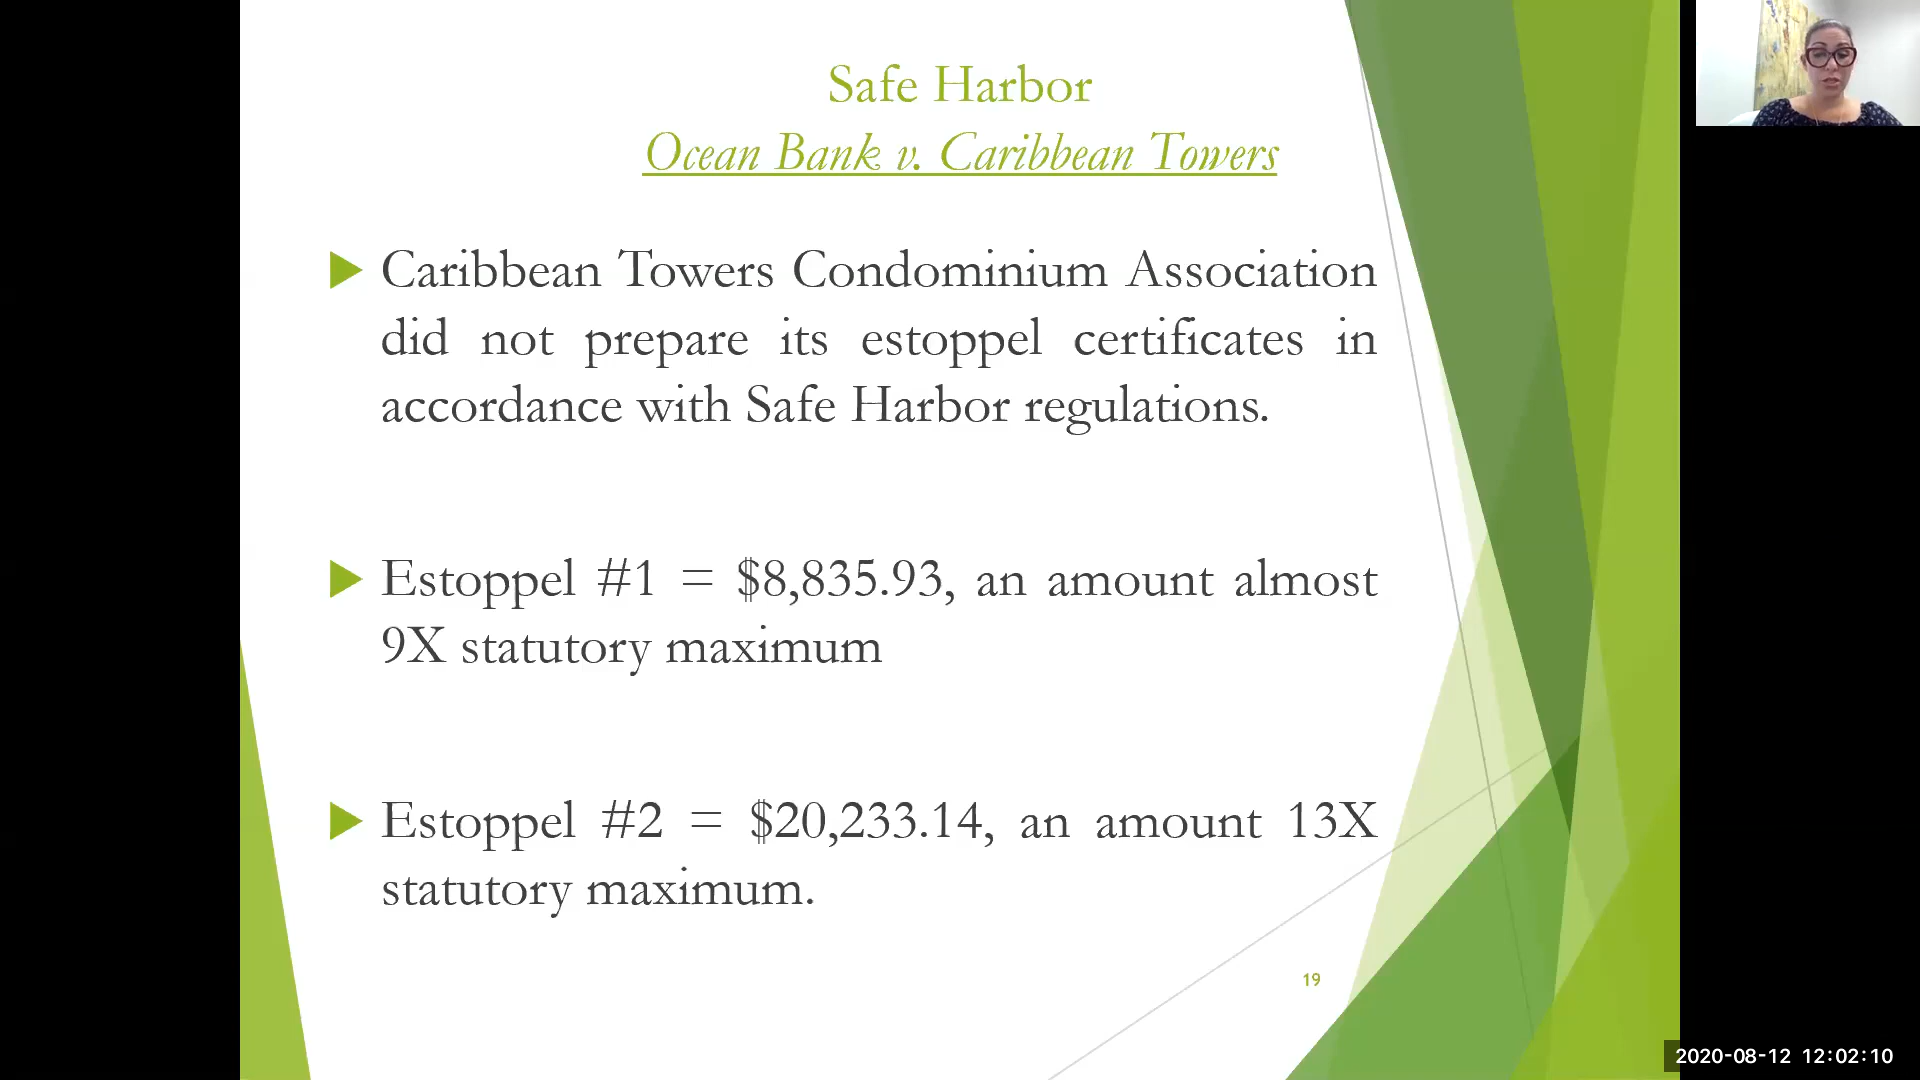 Safe Harbor
Ocean Bank v. Caribbean Towers
Caribbean Towers Condominium Association
did not prepare its estoppel certificates in
accordance with Safe Harbor regulations.
Estoppel #1 = $8,835.93, an amount almost
9X statutory maximum
Estoppel #2 = $20,233.14, an amount 13X
statutory maximum.
19
2020-08-12 12:02:10